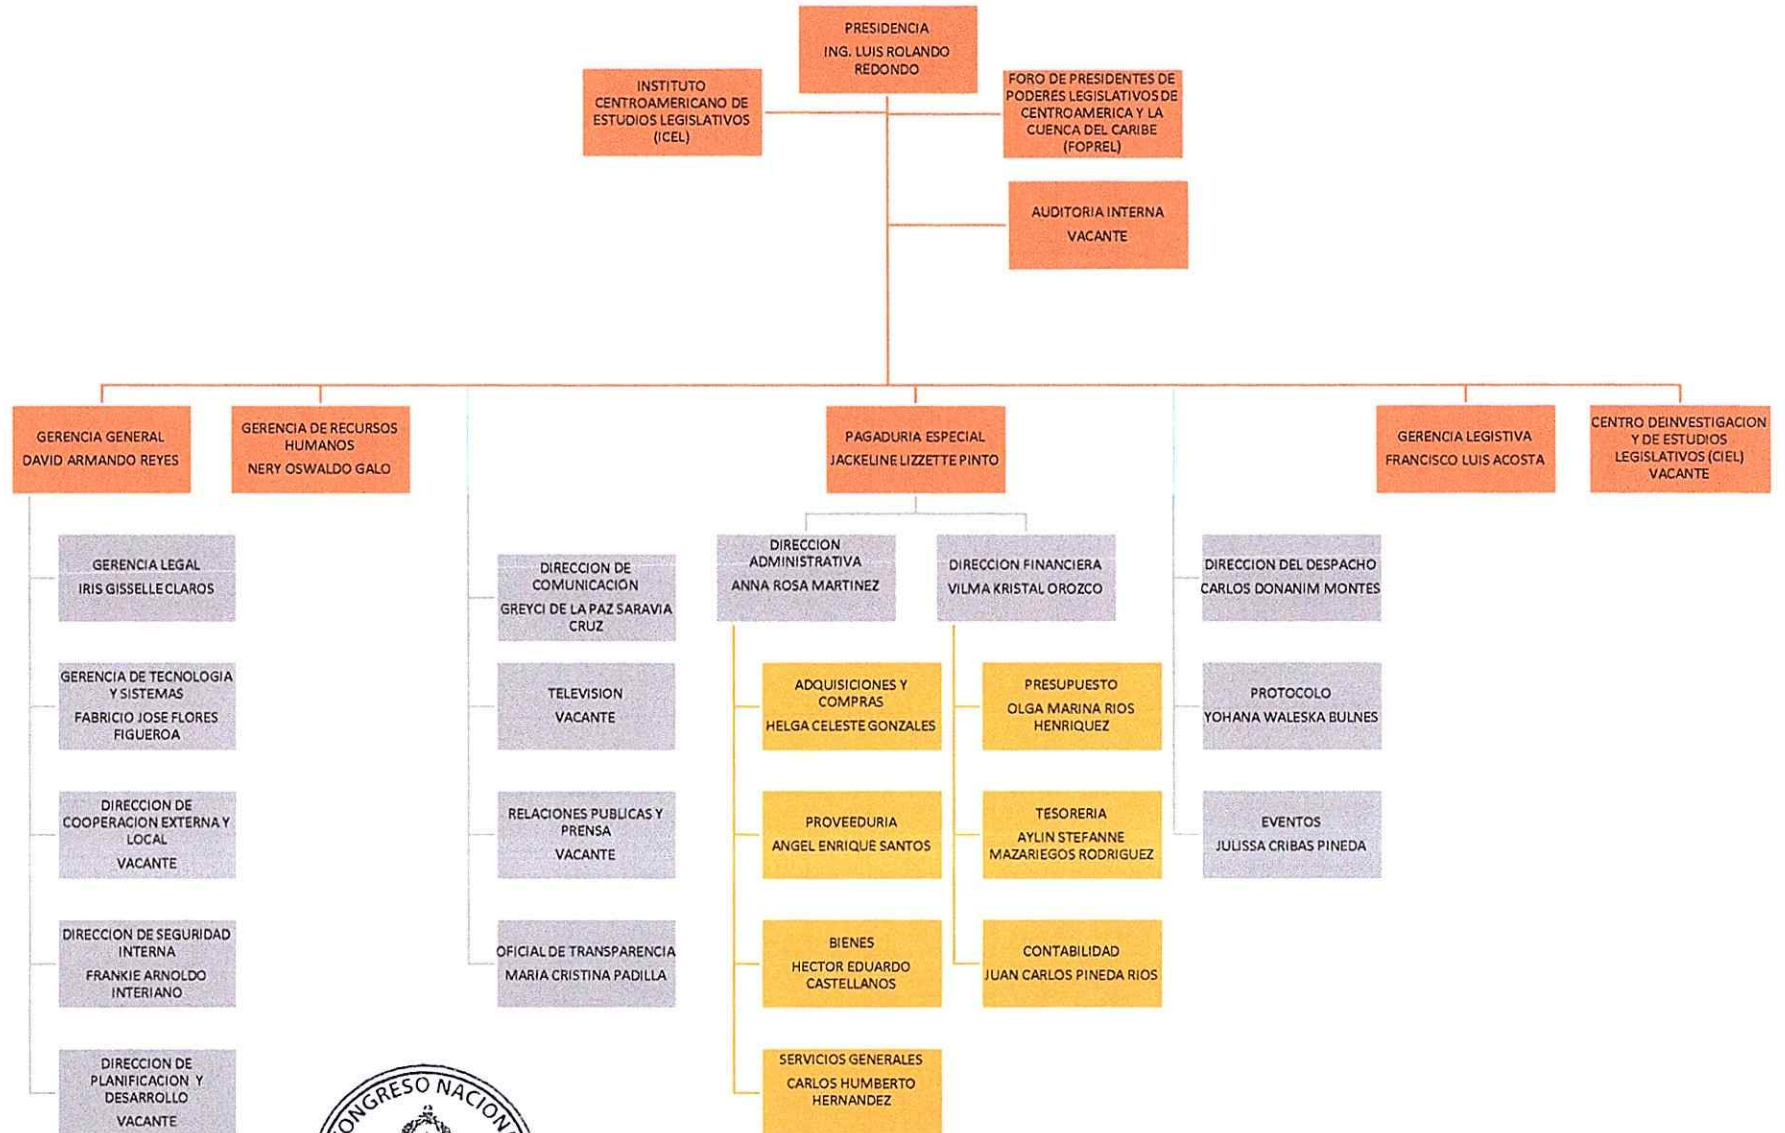 PRESIDENCIA
ING. LUIS ROLANDO
REDONDO
INSTITUTO
CENTROAMERICANO DE
ESTUDIOS LEGISLATIVOS
(ICEL)
FORO DE PRESIDENTES DE
PODERES LEGISLATIVOS DE
CENTROAMERICA Y LA
CUENCA DEL CARIBE
(FOPREL)
AUDITORIA INTERNA
VACANTE
GERENCIA GENERAL
DAVID ARMANDO REYES
GERENCIA DE RECURSOS
HUMANOS
NERY OSWALDO GALO
PAGADURIA ESPECIAL
JACKELINE LIZZETTE PINTO
GERENCIA LEGISTIVA
FRANCISCO LUIS ACOSTA
CENTRO DEINVESTIGACION
Y DE ESTUDIOS
LEGISLATIVOS (CIEL)
VACANTE
GERENCIA LEGAL
IRIS GISSELLE CLAROS
GERENCIA DE TECNOLOGIA
Y SISTEMAS
FABRICIO JOSE FLORES
FIGUEROA
DIRECCION DE
COOPERACION EXTERNA Y
LOCAL
VACANTE
DIRECCION DE SEGURIDAD
INTERNA
FRANKIE ARNOLDO
INTERIANO
DIRECCION DE
PLANIFICACION Y
DESARROLLO
VACANTE
DIRECCION DE
COMUNICACIÓN
GREYCI DE LA PAZ SARAVIA
CRUZ
TELEVISION
VACANTE
RELACIONES PUBLICAS Y
PRENSA
VACANTE
OFICIAL DE TRANSPARENCIA
MARIA CRISTINA PADILLA
DIRECCION
ADMINISTRATIVA
ANNA ROSA MARTINEZ
ADQUISICIONES Y
COMPRAS
HELGA CELESTE GONZALES
PROVEEDURIA
ANGEL ENRIQUE SANTOS
BIENES
HECTOR EDUARDO
CASTELLANOS
SERVICIOS GENERALES
CARLOS HUMBERTO
HERNANDEZ
DIRECCION FINANCIERA
VILMA KRISTAL OROZCO
PRESUPUESTO
OLGA MARINA RIOS
HENRIQUEZ
TESORERIA
AYLIN STEFANNE
MAZARIEGOS RODRIGUEZ
CONTABILIDAD
JUAN CARLOS PINEDA RIOS
DIRECCION DEL DESPACHO
CARLOS DONANIM MONTES
PROTOCOLO
YOHANA WALESKA BULNES
EVENTOS
JULISSA CRIBAS PINEDA
CONGRESO NACION